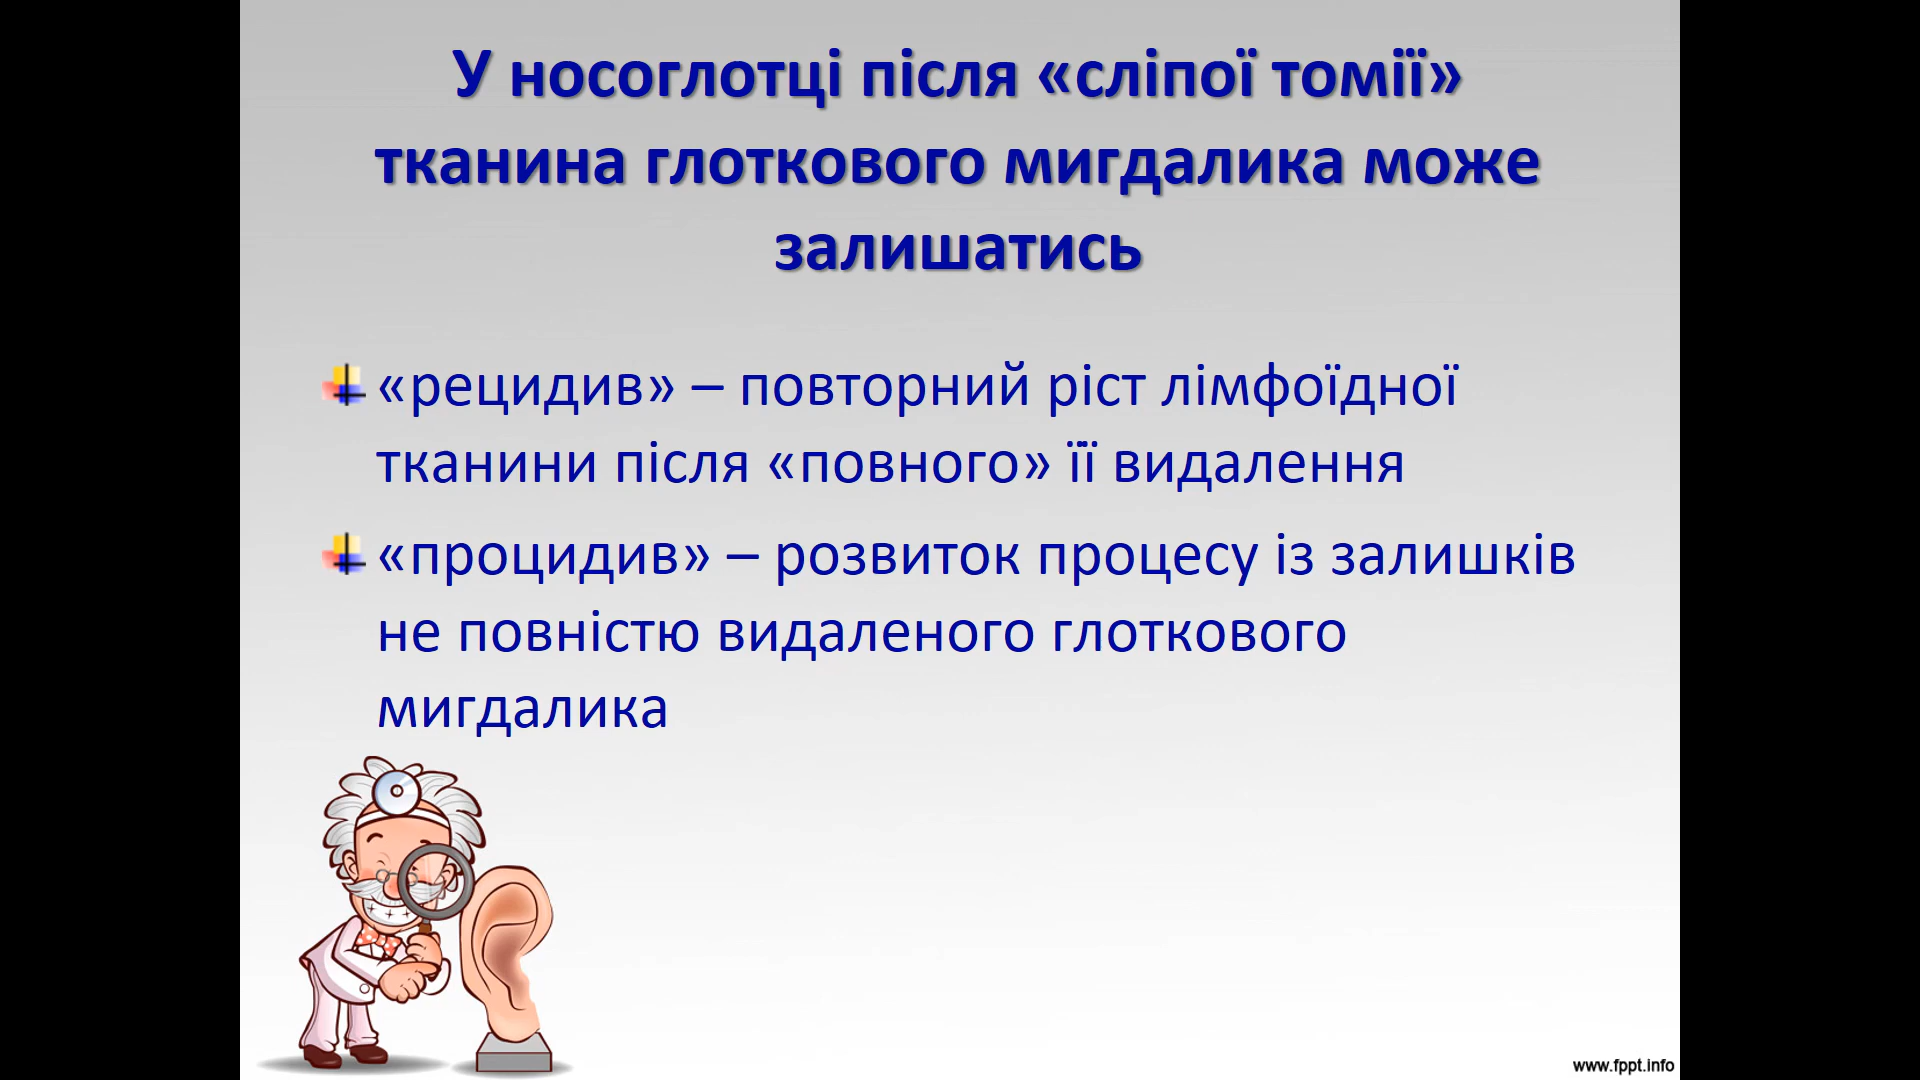 У носоглотці після «сліпої томії»
тканина глоткового мигдалика може
залишатись
«рецидив» – повторний ріст лімфоїдної
тканини після «повного» її видалення
«процидив» – розвиток процесу із залишків
не повністю видаленого глоткового
мигдалика
www.fppt.info